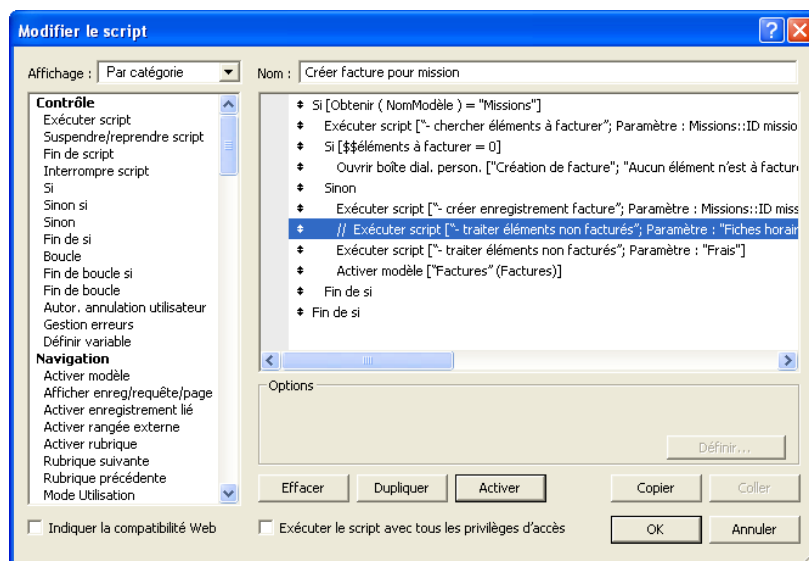 Modifier le script
Affichage : Par catégorie
Nom : Créer facture pour mission
Contrôle
Exécuter script
Suspendre/reprendre script
Fin de script
Interrompre script
Si
Sinon si
Sinon
Fin de si
Boucle
Fin de boucle si
Fin de boucle
Autor. annulation utilisateur
Gestion erreurs
Définir variable
Navigation
Activer modèle
Afficher enreg/requête/page
Activer enregistrement lié
Activer rangée externe
Activer rubrique
Rubrique suivante
Rubrique précédente
Mode Utilisation
Si [Obtenir ( NomModèle ) = "Missions"]
Exécuter script ["- chercher éléments à facturer"; Paramètre : Missions::ID missio
Si [$$éléments à facturer = 0]
Ouvrir boîte dial. person. ["Création de facture"; "Aucun élément n'est à facture
Sinon
Exécuter script ["- créer enregistrement facture"; Paramètre : Missions::ID miss
// Exécuter script ["- traiter éléments non facturés"; Paramètre : "Fiches horair
Exécuter script ["- traiter éléments non facturés"; Paramètre : "Frais"]
Activer modèle ["Factures" (Factures)]
Fin de si
Fin de si
Options
Définir...
Effacer
Dupliquer
Activer
Copier
Coller
Indiquer la compatibilité Web
Exécuter le script avec tous les privilèges d'accès
OK
Annuler